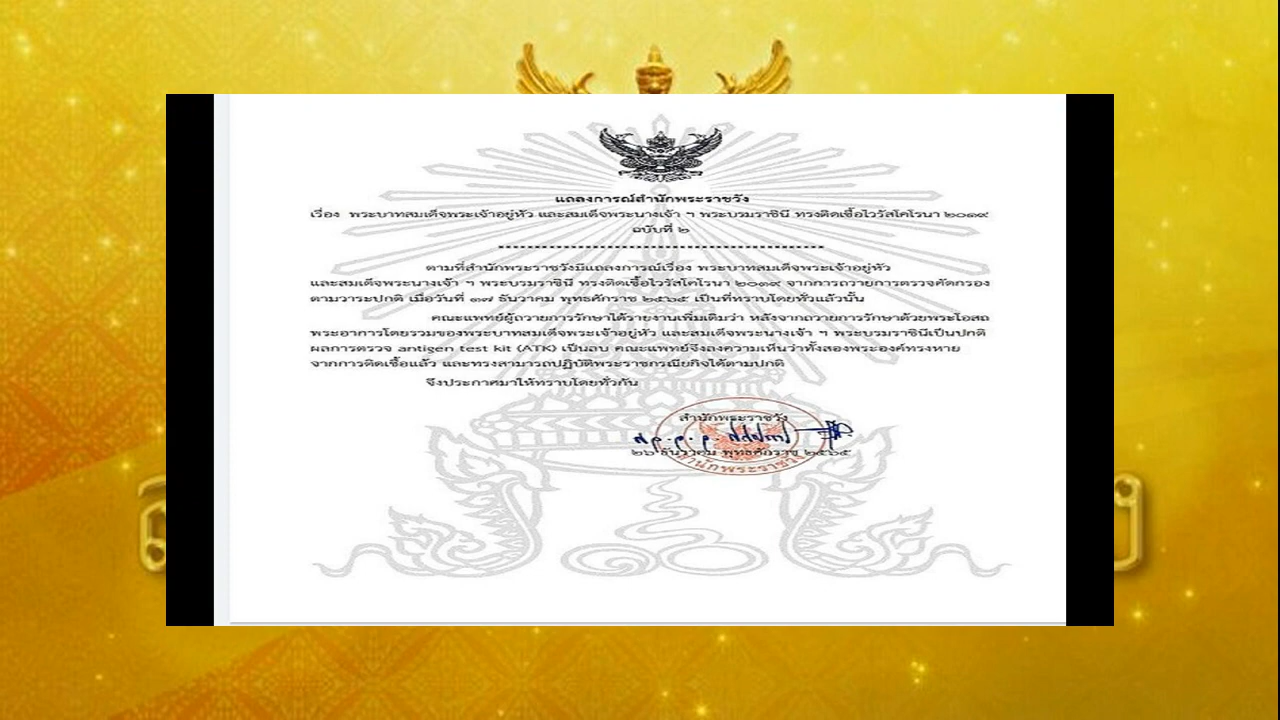 แถลงการณ์สำนักพระราชวัง
เรื่อง พระบาทสมเด็จพระเจ้าอยู่หัว และสมเด็จพระนางเจ้า ฯ พระบรมราชินี ทรงติดเชื้อไวรัสโคโรนา ๒๐๑๙
ฉบับที่ ๒
ตามที่สำนักพระราชวังมีแถลงการณ์เรื่อง พระบาทสมเด็จพระเจ้าอยู่หัว
และสมเด็จพระนางเจ้า ฯ พระบรมราชินี ทรงติดเชื้อไวรัสโคโรนา ๒๐๑๙ จากการถวายการตรวจคัดกรอง
ตามวาระปกติ เมื่อวันที่ ๑๗ ธันวาคม พุทธศักราช ๒๕๖๕ เป็นที่ทราบโดยทั่วแล้วนั้น
คณะแพทย์ผู้ถวายการรักษาได้รายงานเพิ่มเติมว่า หลังจากถวายการรักษาด้วยพระโอสถ
พระอาการโดยรวมของพระบาทสมเด็จพระเจ้าอยู่หัว และสมเด็จพระนางเจ้า ฯ พระบรมราชินีเป็นปกติ
ผลการตรวจ antigen test kit (ATK) เป็นลบ คณะแพทย์จึงลงความเห็นว่าทั้งสองพระองค์ทรงหาย
จากการติดเชื้อแล้ว และทรงสามารถปฏิบัติพระราชกรณียกิจได้ตามปกติ
จึงประกาศมาให้ทราบโดยทั่วกัน
สำนักพระราชวัง
๒๖ ธันวาคม พุทธศักราช ๒๕๖๕
สำนักพระราชวัง